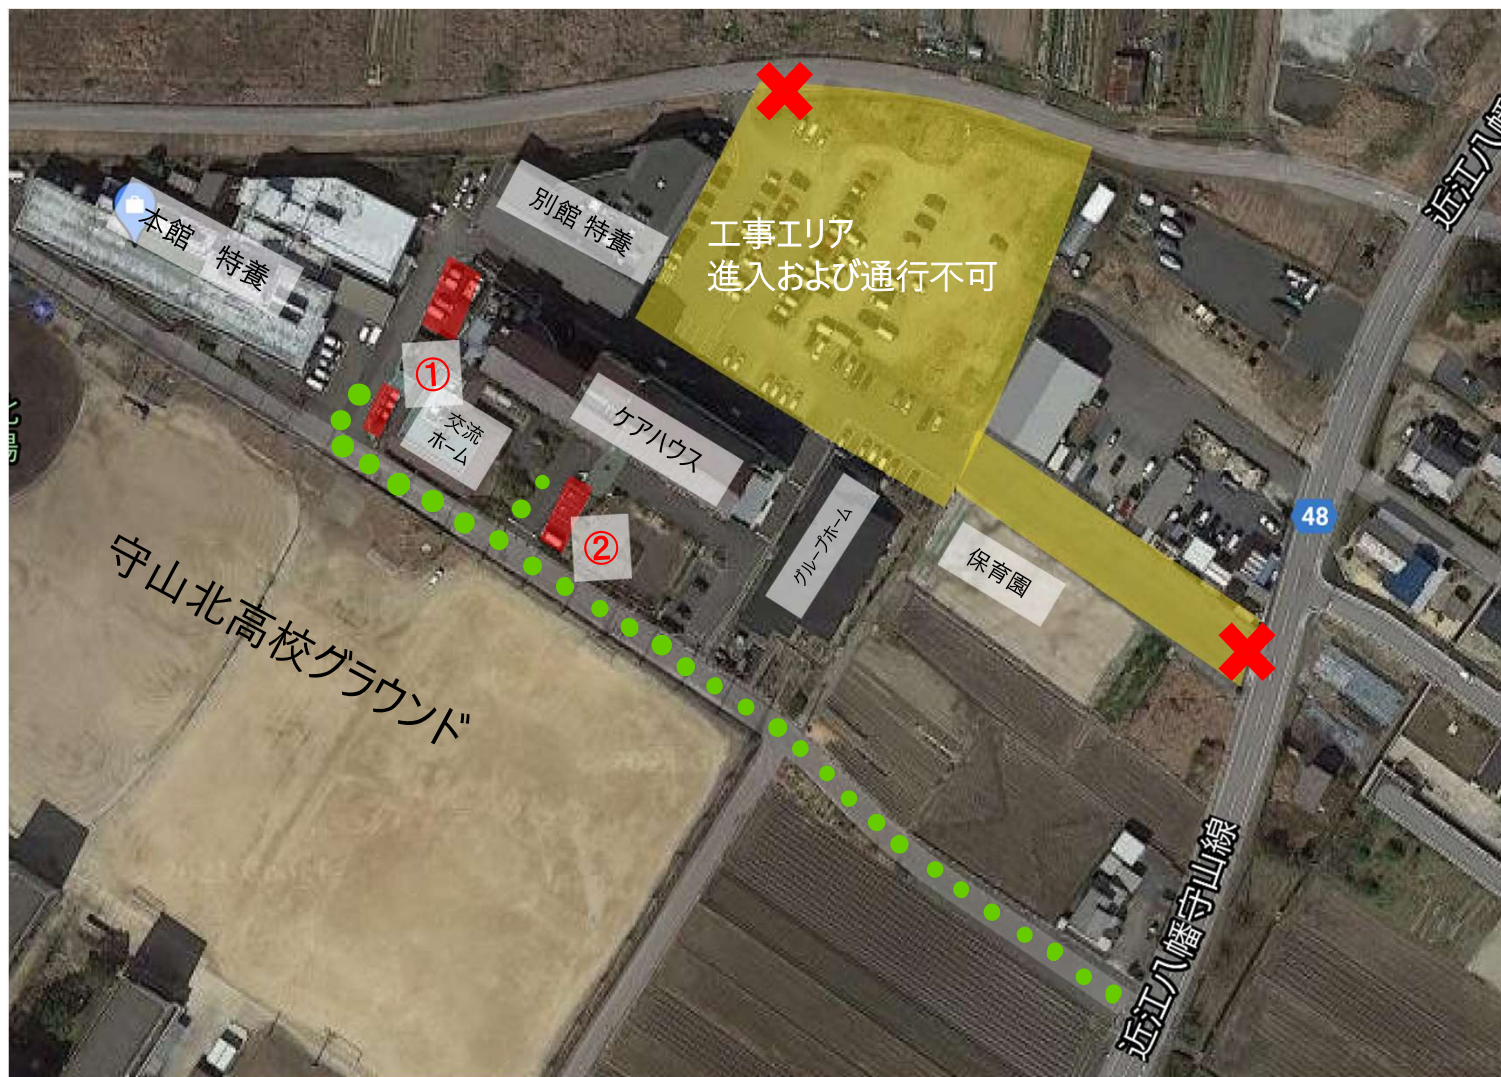 近江八幡
別館 特養
本館 特養
工事エリア
進入および通行不可
①
交流
ホーム
ケアハウス
②
グループホーム
保育園
48
守山北高校グラウンド
近江八幡守山線